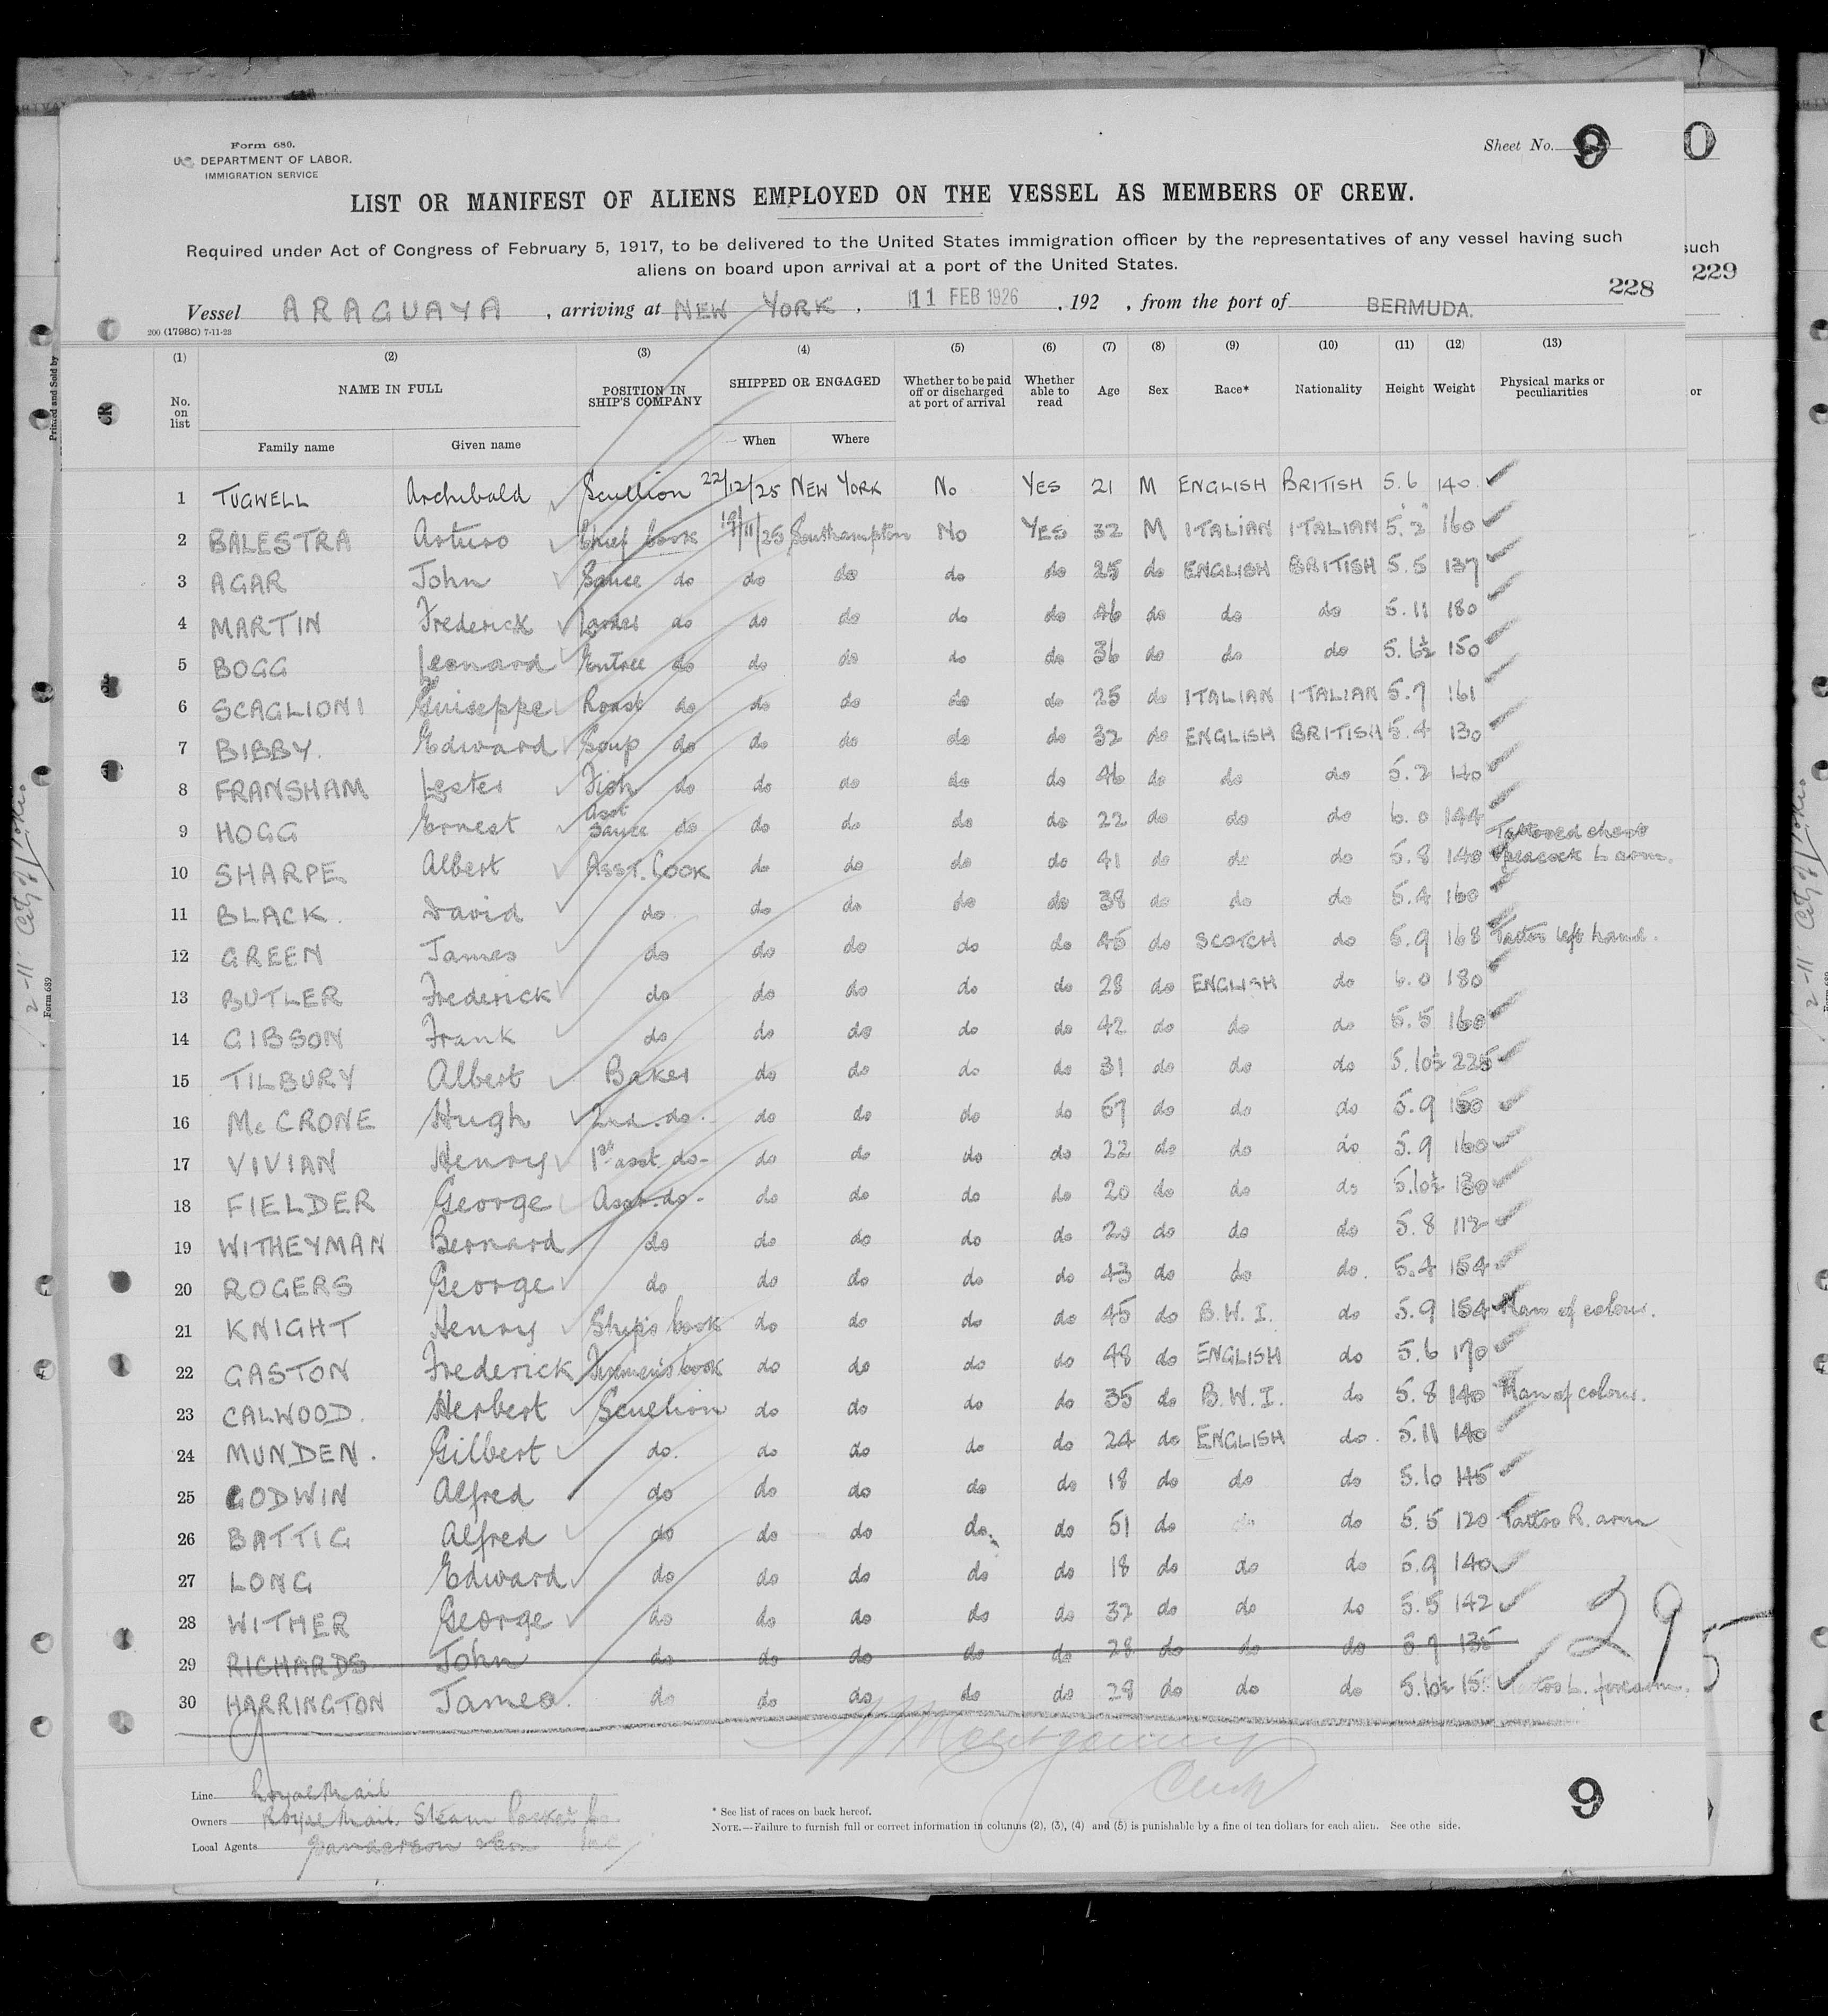 Form 680.
U.S. DEPARTMENT OF LABOR,
IMMIGRATION SERVICE
Sheet No. 9
LIST OR MANIFEST OF ALIENS EMPLOYED ON THE VESSEL AS MEMBERS OF CREW.
Required under Act of Congress of February 5, 1917, to be delivered to the United States immigration officer by the representatives of any vessel having such
aliens on board upon arrival at a port of the United States.
such
228
229
Vessel ARAGUAYA, arriving at NEW YORK, 11 FEB 1926, 192 , from the port of BERMUDA.
200 (1798C) 7-11-23
(1) (2) (3) (4) (5) (6) (7) (8) (9) (10) (11) (12) (13)
No. on list NAME IN FULL POSITION IN SHIP'S COMPANY SHIPPED OR ENGAGED Whether to be paid off or discharged at port of arrival Whether able to read Age Sex Race* Nationality Height Weight Physical marks or peculiarities
or
Family name Given name When Where
1 TUGWELL Archibald Scullion 22/12/25 NEW YORK No YES 21 M ENGLISH BRITISH 5.6 140
2 BALESTRA Arturo Chief Cook /11/25 Southampton No YES 32 M ITALIAN ITALIAN 5.2 160
3 AGAR John Sauce do do do do do 25 do ENGLISH BRITISH 5.5 137
4 MARTIN Frederick Larder do do do do do 46 do do do 5.11 180
5 BOGG Leonard Entree do do do do do 36 do do do 5.6½ 150
6 SCAGLIONI Guiseppe Roast do do do do do 25 do ITALIAN ITALIAN 5.7 161
7 BIBBY. Edward Soup do do do do do 32 do ENGLISH BRITISH 5.4 130
8 FRANSHAM Lester Fish do do do do do 46 do do do 5.2 140
9 HOGG Ernest Asst Sauce do do do do do 22 do do do 6.0 144
10 SHARPE Albert ASST. COOK do do do do 41 do do do 5.8 140 Tattooed chest Peacock L arm.
11 BLACK. David do do do do do 38 do do do 5.4 160
12 GREEN James do do do do do 45 do SCOTCH do 5.9 168 Tattoo left hand.
13 BUTLER Frederick do do do do do 28 do ENGLISH do 6.0 180
14 GIBSON Frank do do do do do 42 do do do 5.5 160
15 TILBURY Albert Baker do do do do 31 do do do 5.10½ 225
16 McCRONE Hugh 2nd. do. do do do do 57 do do do 5.9 150
17 VIVIAN Henry 1st asst. do- do do do do 22 do do do 5.9 160
18 FIELDER George Asst. do- do do do do 20 do do do 5.10½ 130
19 WITHEYMAN Bernard do do do do do 20 do do do 5.8 112
20 ROGERS George do do do do do 43 do do do. 5.4 154
21 KNIGHT Henry Ship's Cook do do do do 45 do B.W.I. do 5.9 154 Man of colour.
22 GASTON Frederick Firemen's Cook do do do do 48 do ENGLISH do 5.6 170
23 CALWOOD. Herbert Scullion do do do do 35 do B.W.I. do 5.8 140 Man of colour.
24 MUNDEN. Gilbert do. do do do do 24 do ENGLISH do. 5.11 140
25 GODWIN Alfred do do do do do 18 do do do 5.10 145
26 BATTIG Alfred do do do do. do 51 do do do 5.5 120 Tattoo R. arm
27 LONG Edward do do do do do 18 do do do 5.9 140
28 WITHER George do do do do do 32 do do do 5.5 142
29 RICHARDS John do do do do do 28 do do do 5 7 135
30 HARRINGTON James. do do do do do 28 do do do 5.10½ L. forearm.
29
Montgomery
Line Royal Mail
Owners Royal Mail Steam Packet Co.
Local Agents Sanderson & Son Inc
* See list of races on back hereof.
NOTE.—Failure to furnish full or correct information in columns (2), (3), (4) and (5) is punishable by a fine of ten dollars for each alien. See othe side.
9
Printed and Sold by
Form 689